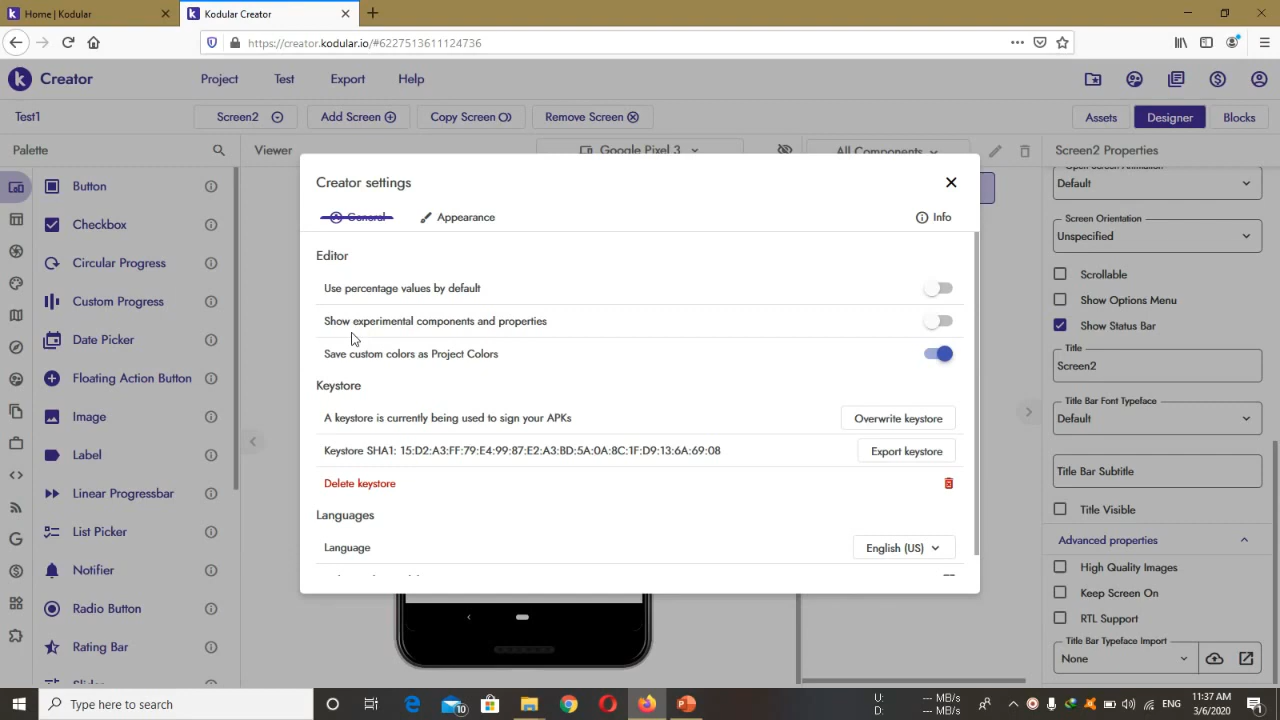 Home | Kodular
Kodular Creator
https://creator.kodular.io/#6227513611124736
Creator
Project
Test
Export
Help
Test1
Screen2
Add Screen
Copy Screen
Remove Screen
Assets
Designer
Blocks
Palette
Viewer
Google Pixel 3
All Components
Screen2 Properties
Button
Checkbox
Circular Progress
Custom Progress
Date Picker
Floating Action Button
Image
Label
Linear Progressbar
List Picker
Notifier
Radio Button
Rating Bar
Slider
Creator settings
General
Appearance
Info
Editor
Use percentage values by default
Show experimental components and properties
Save custom colors as Project Colors
Keystore
A keystore is currently being used to sign your APKs
Overwrite keystore
Keystore SHA1: 15:D2:A3:FF:79:E4:99:87:E2:A3:BD:5A:0A:8C:1F:D9:13:6A:69:08
Export keystore
Delete keystore
Languages
Language
English (US)
Open Screen Animation
Default
Screen Orientation
Unspecified
Scrollable
Show Options Menu
Show Status Bar
Title
Screen2
Title Bar Font Typeface
Default
Title Bar Subtitle
Title Visible
Advanced properties
High Quality Images
Keep Screen On
RTL Support
Title Bar Typeface Import
None
Type here to search
10
U: -- MB/s
D: -- MB/s
ENG
11:37 AM
3/6/2020
1